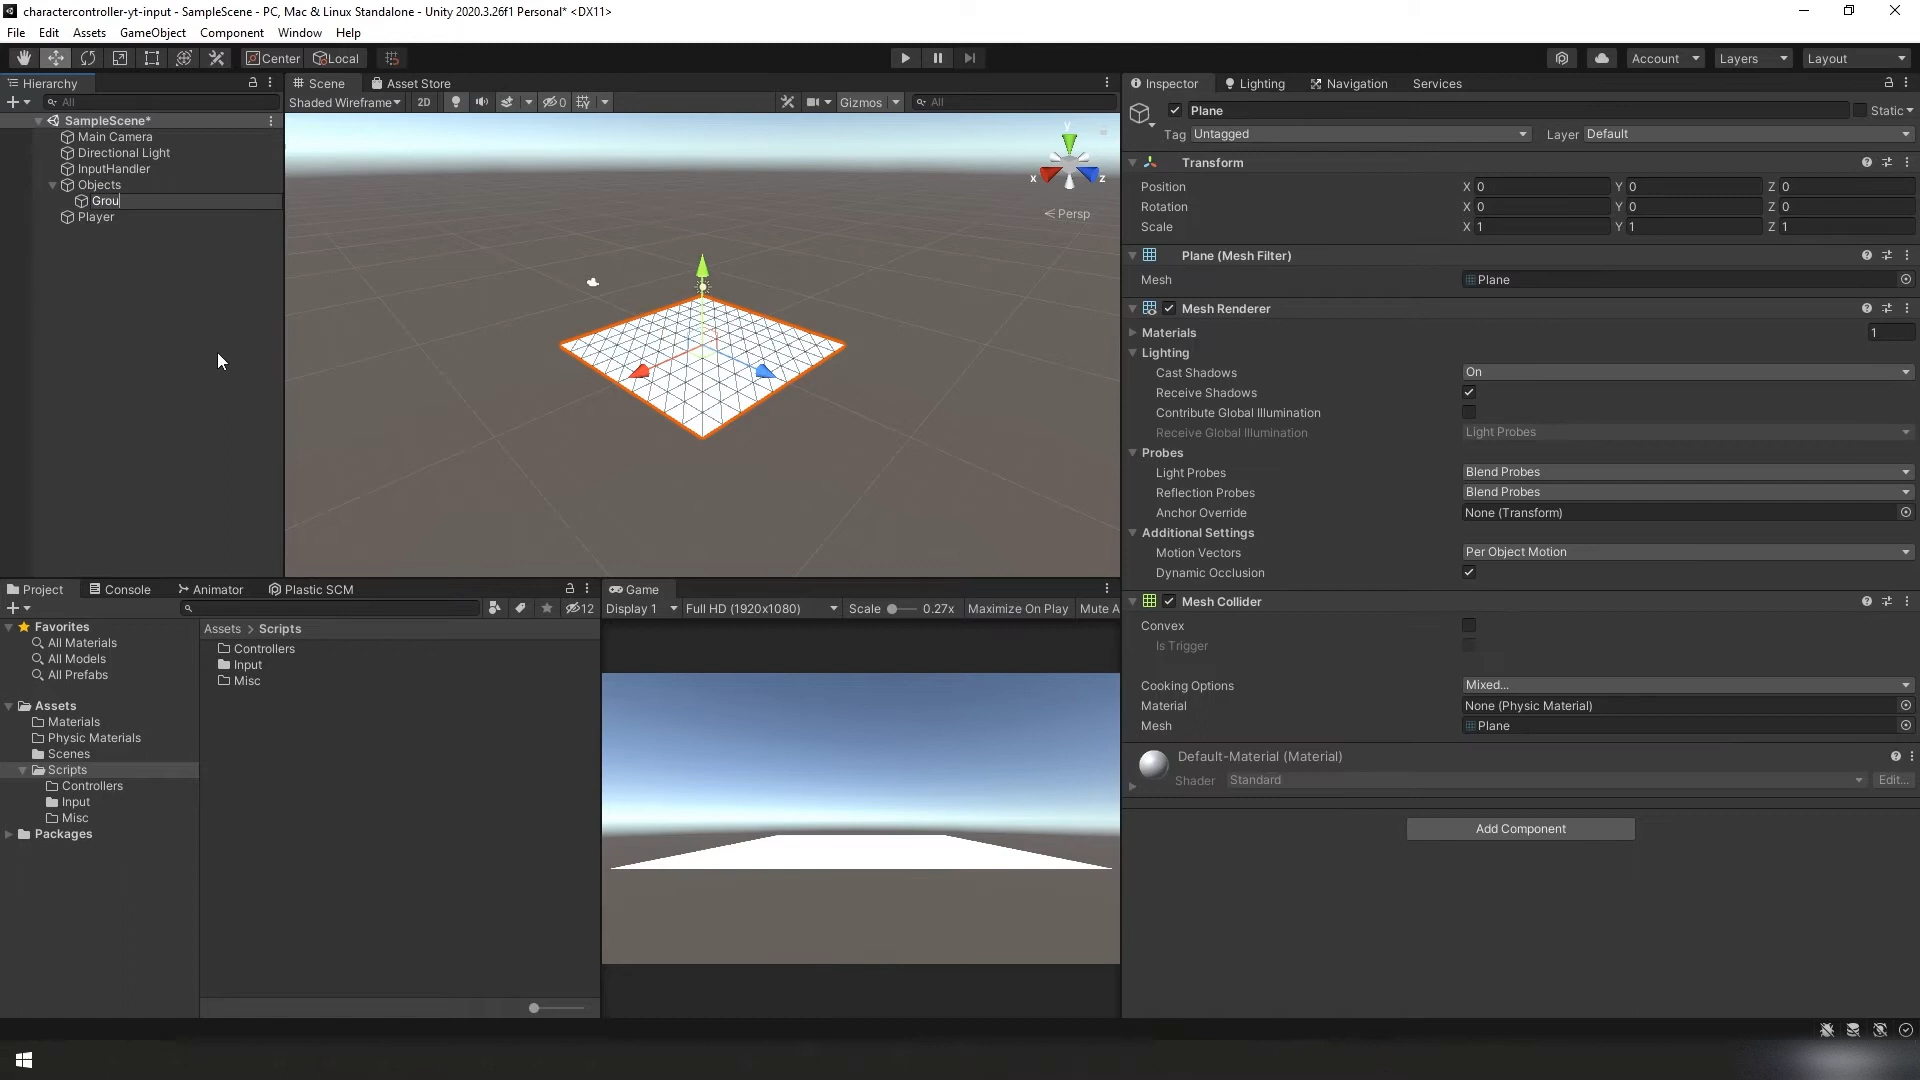 charactercontroller-yt-input - SampleScene - PC, Mac & Linux Standalone - Unity 2020.3.26f1 Personal* <DX11>
File Edit Assets GameObject Component Window Help
Center Local Account Layers Layout
Hierarchy
All
SampleScene*
Main Camera
Directional Light
InputHandler
Objects
Grou
Player
Scene Asset Store
Shaded Wireframe 2D 0 Gizmos All
y
x z
Persp
Inspector Lighting Navigation Services
Plane Static
Tag Untagged Layer Default
Transform
Position X 0 Y 0 Z 0
Rotation X 0 Y 0 Z 0
Scale X 1 Y 1 Z 1
Plane (Mesh Filter)
Mesh Plane
Mesh Renderer
Materials 1
Lighting
Cast Shadows On
Receive Shadows
Contribute Global Illumination
Receive Global Illumination Light Probes
Probes
Light Probes Blend Probes
Reflection Probes Blend Probes
Anchor Override None (Transform)
Additional Settings
Motion Vectors Per Object Motion
Dynamic Occlusion
Mesh Collider
Convex
Is Trigger
Cooking Options Mixed...
Material None (Physic Material)
Mesh Plane
Default-Material (Material)
Shader Standard Edit...
Add Component
Project Console Animator Plastic SCM
12
Favorites
All Materials
All Models
All Prefabs
Assets
Materials
Physic Materials
Scenes
Scripts
Controllers
Input
Misc
Packages
Assets > Scripts
Controllers
Input
Misc
Game
Display 1 Full HD (1920x1080) Scale 0.27x Maximize On Play Mute A